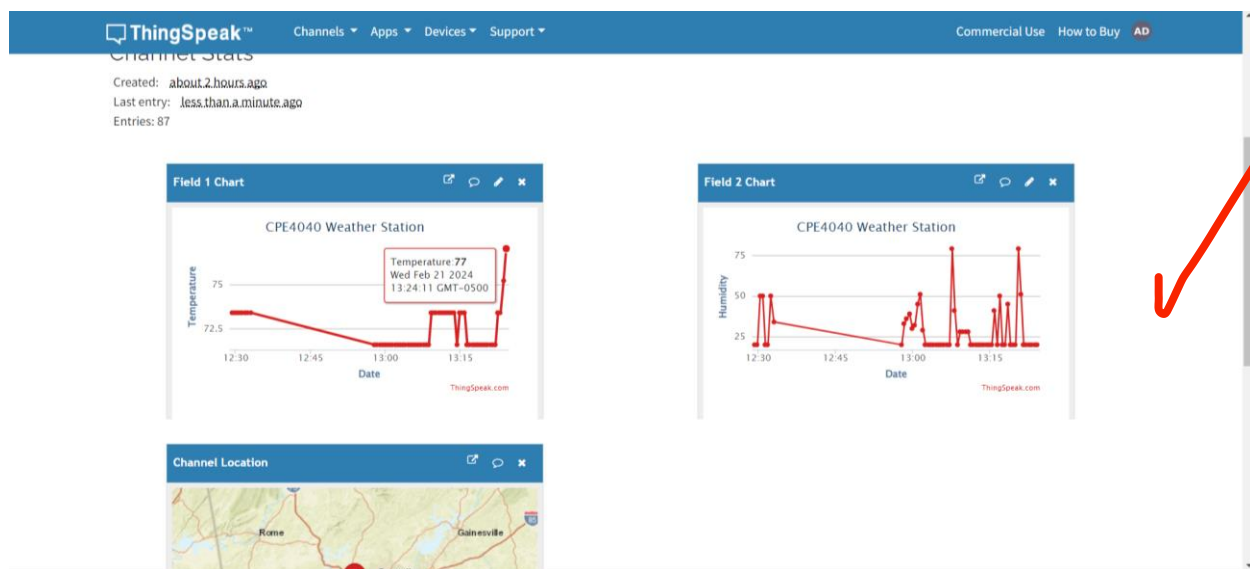 ThingSpeak™ Channels Apps Devices Support Commercial Use How to Buy AD
Channel Stats
Created: about 2 hours ago
Last entry: less than a minute ago
Entries: 87
Field 1 Chart
CPE4040 Weather Station
Temperature:77
Wed Feb 21 2024
13:24:11 GMT-0500
Temperature
75
72.5
12:30 12:45 13:00 13:15
Date
ThingSpeak.com
Field 2 Chart
CPE4040 Weather Station
Humidity
75
50
25
12:30 12:45 13:00 13:15
Date
ThingSpeak.com
Channel Location
Rome Gainesville